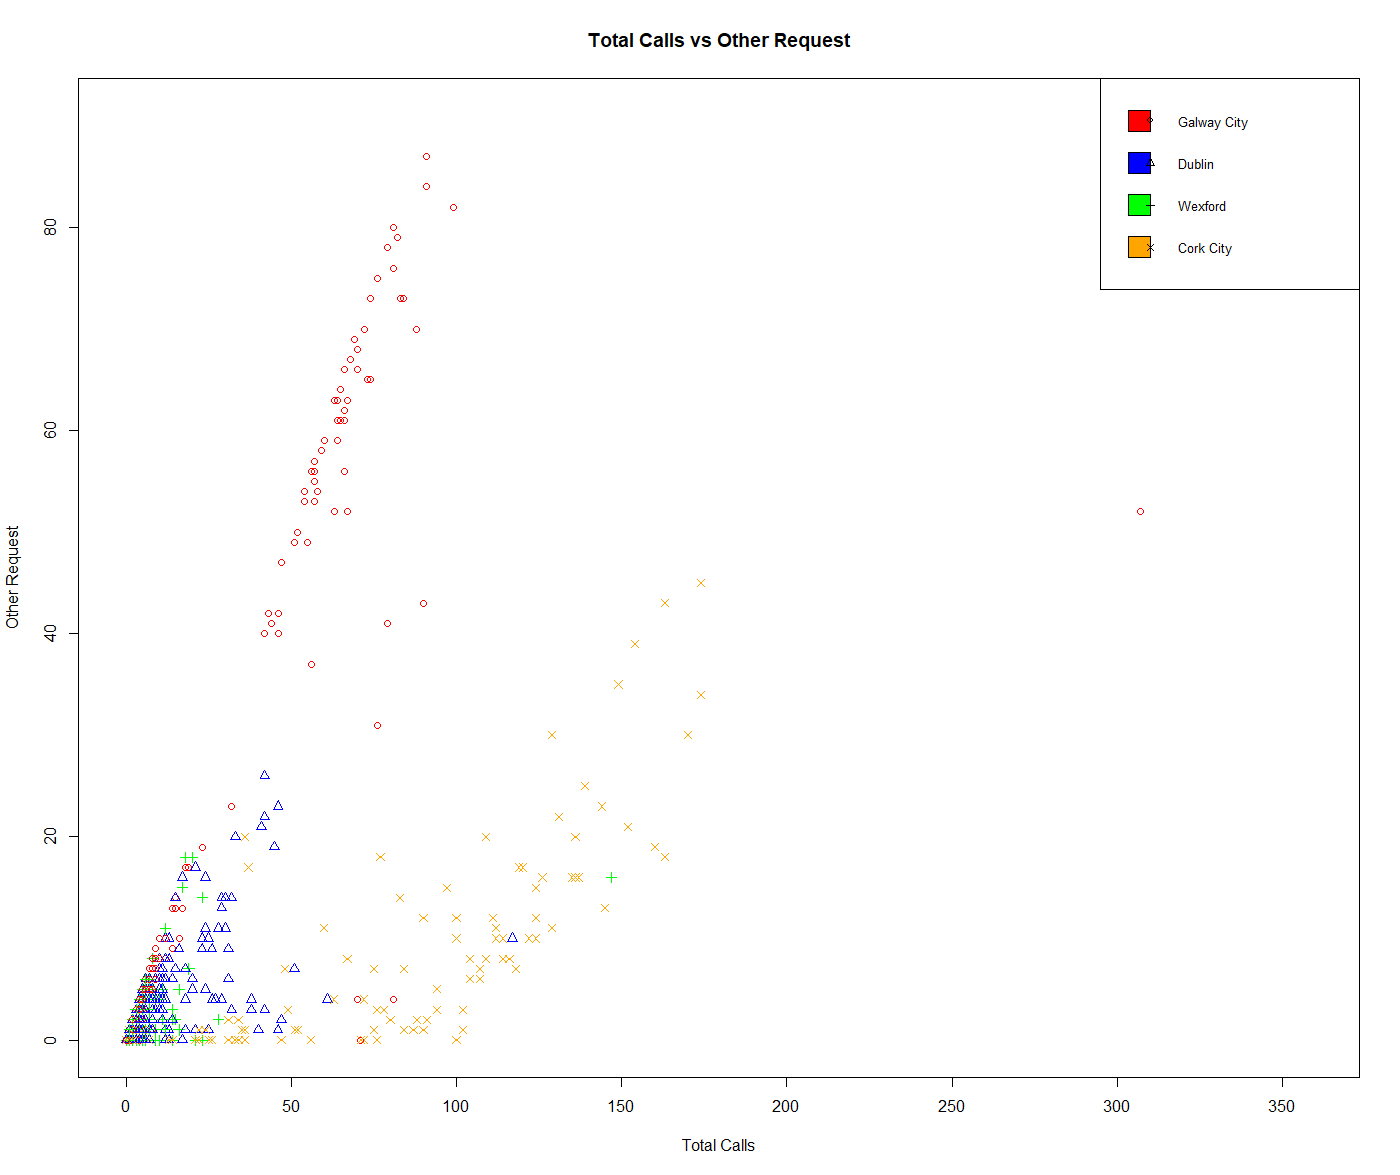 Total Calls vs Other Request
Galway City
Dublin
Wexford
Cork City
80
60
40
20
0
Other Request
0 50 100 150 200 250 300 350
Total Calls